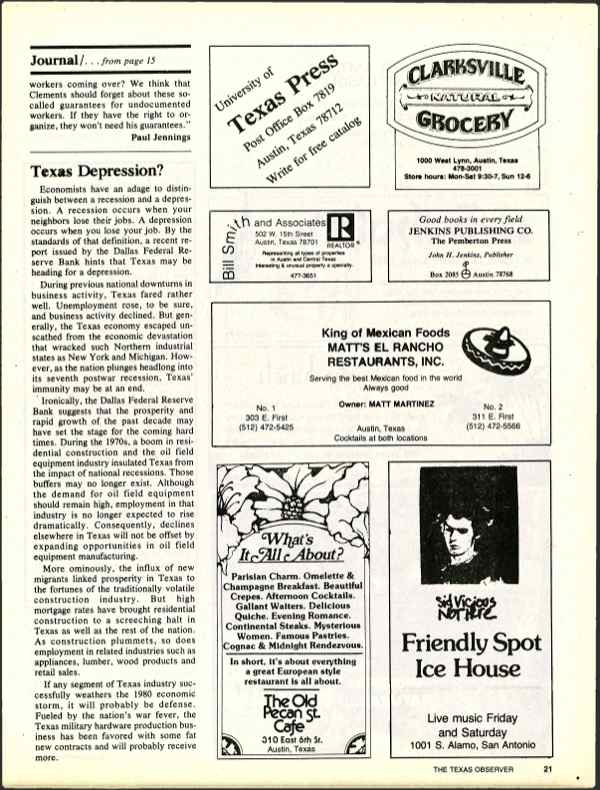 Journal/. . . from page 15
workers coming over? We think that
Clements should forget about these so-
called guarantees for undocumented
workers. If they have the right to or-
ganize, they won't need his guarantees."
Paul Jennings
Texas Depression?
Economists have an adage to distin-
guish between a recession and a depres-
sion. A recession occurs when your
neighbors lose their jobs. A depression
occurs when you lose your job. By the
standards of that definition, a recent re-
port issued by the Dallas Federal Re-
serve Bank hints that Texas may be
heading for a depression.
During previous national downturns in
business activity, Texas fared rather
well. Unemployment rose, to be sure,
and business activity declined. But gen-
erally, the Texas economy escaped un-
scathed from the economic devastation
that wracked such Northern industrial
states as New York and Michigan. How-
ever, as the nation plunges headlong into
its seventh postwar recession, Texas'
immunity may be at an end.
Ironically, the Dallas Federal Reserve
Bank suggests that the prosperity and
rapid growth of the past decade may
have set the stage for the coming hard
times. During the 1970s, a boom in resi-
dential construction and the oil field
equipment industry insulated Texas from
the impact of national recessions. Those
buffers may no longer exist. Although
the demand for oil field equipment
should remain high, employment in that
industry is no longer expected to rise
dramatically. Consequently, declines
elsewhere in Texas will not be offset by
expanding opportunities in oil field
equipment manufacturing.
More ominously, the influx of new
migrants linked prosperity in Texas to
the fortunes of the traditionally volatile
construction industry. But high
mortgage rates have brought residential
construction to a screeching halt in
Texas as well as the rest of the nation.
As construction plummets, so does
employment in related industries such as
appliances, lumber, wood products and
retail sales.
If any segment of Texas industry suc-
cessfully weathers the 1980 economic
storm, it will probably be defense.
Fueled by the nation's war fever, the
Texas military hardware production bus-
iness has been favored with some fat
new contracts and will probably receive
more.
University of
Texas Press
Post Office Box 7819
Austin, Texas 78712
Write for free catalog
CLARKSVILLE
NATURAL
GROCERY
1000 West Lynn, Austin, Texas
478-3001
Store hours: Mon-Sat 9:30-7, Sun 12-6
Bill Smith and Associates
502 W. 15th Street
Austin, Texas 78701
R
REALTOR
Representing all types of properties
in Austin and Central Texas
Interesting & unusual property a specialty.
477-3651
Good books in every field
JENKINS PUBLISHING CO.
The Pemberton Press
John H. Jenkins, Publisher
Box 2085 Austin 78768
King of Mexican Foods
MATT'S EL RANCHO
RESTAURANTS, INC.
Serving the best Mexican food in the world
Always good
Owner: MATT MARTINEZ
No. 1
303 E. First
(512) 472-5425
Austin, Texas
Cocktails at both locations
No. 2
311 E. First
(512) 472-5566
What's
It All About?
Parisian Charm. Omelette &
Champagne Breakfast. Beautiful
Crepes. Afternoon Cocktails.
Gallant Waiters. Delicious
Quiche. Evening Romance.
Continental Steaks. Mysterious
Women. Famous Pastries.
Cognac & Midnight Rendezvous.
In short, it's about everything
a great European style
restaurant is all about.
The Old
Pecan St.
Cafe
310 East 6th St.
Austin, Texas
Sid Vicious
Not Here
Friendly Spot
Ice House
Live music Friday
and Saturday
1001 S. Alamo, San Antonio
THE TEXAS OBSERVER 21